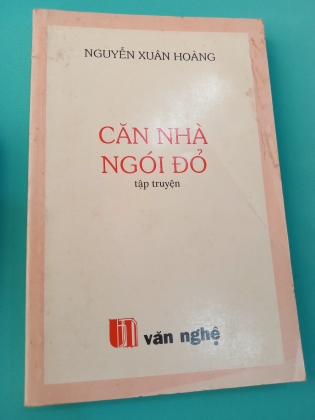 NGUYỄN XUÂN HOÀNG
CĂN NHÀ
NGÓI ĐỎ
tập truyện
văn nghệ